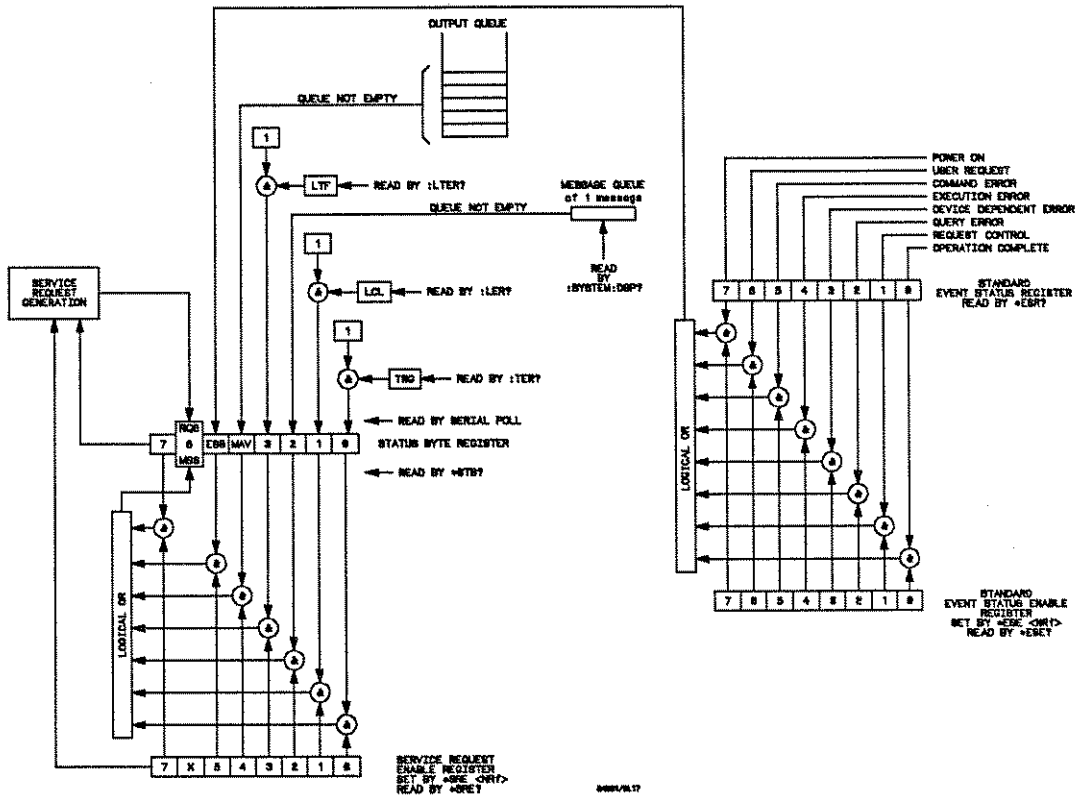 OUTPUT QUEUE
QUEUE NOT EMPTY
1
&
LTF
READ BY :LTER?
MESSAGE QUEUE
of 1 message
QUEUE NOT EMPTY
READ
BY
:SYSTEM:DSP?
1
&
LCL
READ BY :LER?
1
&
TRG
READ BY :TER?
SERVICE
REQUEST
GENERATION
READ BY SERIAL POLL
RQS
7 6 ESB MAV 3 2 1 0
MSS
STATUS BYTE REGISTER
READ BY *STB?
LOGICAL OR
&
&
&
&
&
&
&
7 X 5 4 3 2 1 0
SERVICE REQUEST
ENABLE REGISTER
SET BY *SRE <NRf>
READ BY *SRE?
POWER ON
USER REQUEST
COMMAND ERROR
EXECUTION ERROR
DEVICE DEPENDENT ERROR
QUERY ERROR
REQUEST CONTROL
OPERATION COMPLETE
7 6 5 4 3 2 1 0
STANDARD
EVENT STATUS REGISTER
READ BY *ESR?
LOGICAL OR
&
&
&
&
&
&
&
&
7 6 5 4 3 2 1 0
STANDARD
EVENT STATUS ENABLE
REGISTER
SET BY *ESE <NRf>
READ BY *ESE?